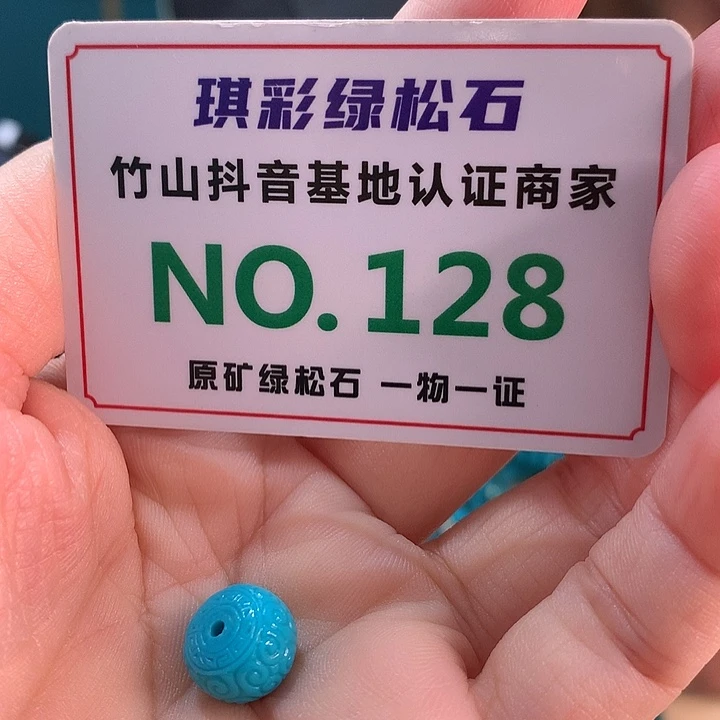 琪彩绿松石
竹山抖音基地认证商家
NO.128
原矿绿松石 一物一证